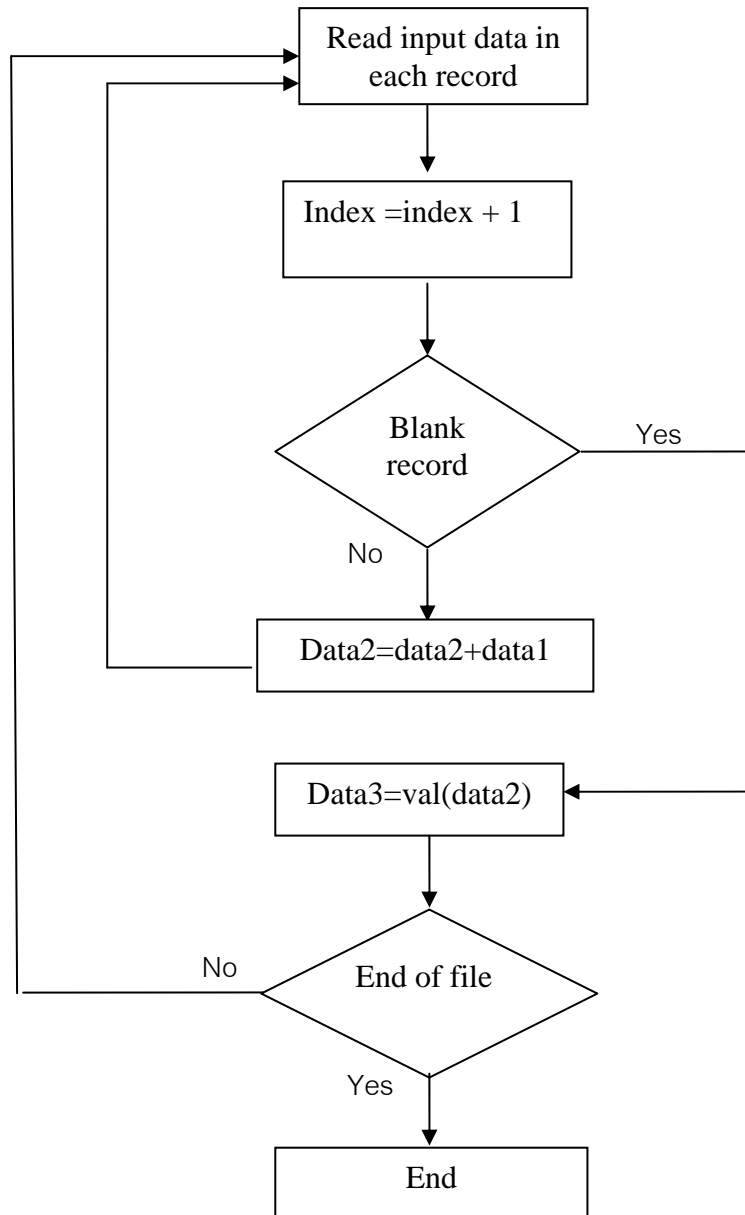 Read input data in
each record
Index =index + 1
Blank
record
Yes
No
Data2=data2+data1
Data3=val(data2)
No
End of file
Yes
End